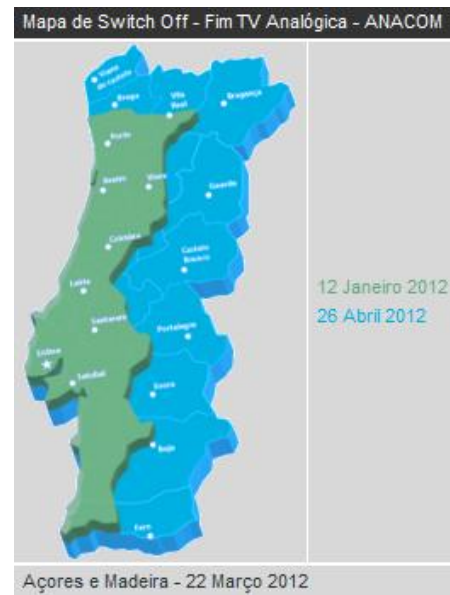 Mapa de Switch Off - Fim TV Analógica - ANACOM
Viana
do Castelo
Braga
Vila
Real
Bragança
Porto
Aveiro
Viseu
Guarda
Coimbra
Castelo
Branco
Leiria
12 Janeiro 2012
26 Abril 2012
Santarém
Portalegre
Lisboa
Setúbal
Évora
Beja
Faro
Açores e Madeira - 22 Março 2012